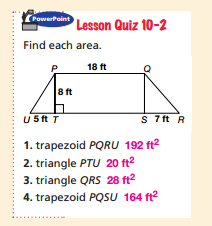 PowerPoint
Lesson Quiz 10-2
Find each area.
P 18 ft Q
8 ft
U 5 ft T S 7 ft R
1. trapezoid PQRU 192 ft²
2. triangle PTU 20 ft²
3. triangle QRS 28 ft²
4. trapezoid PQSU 164 ft²